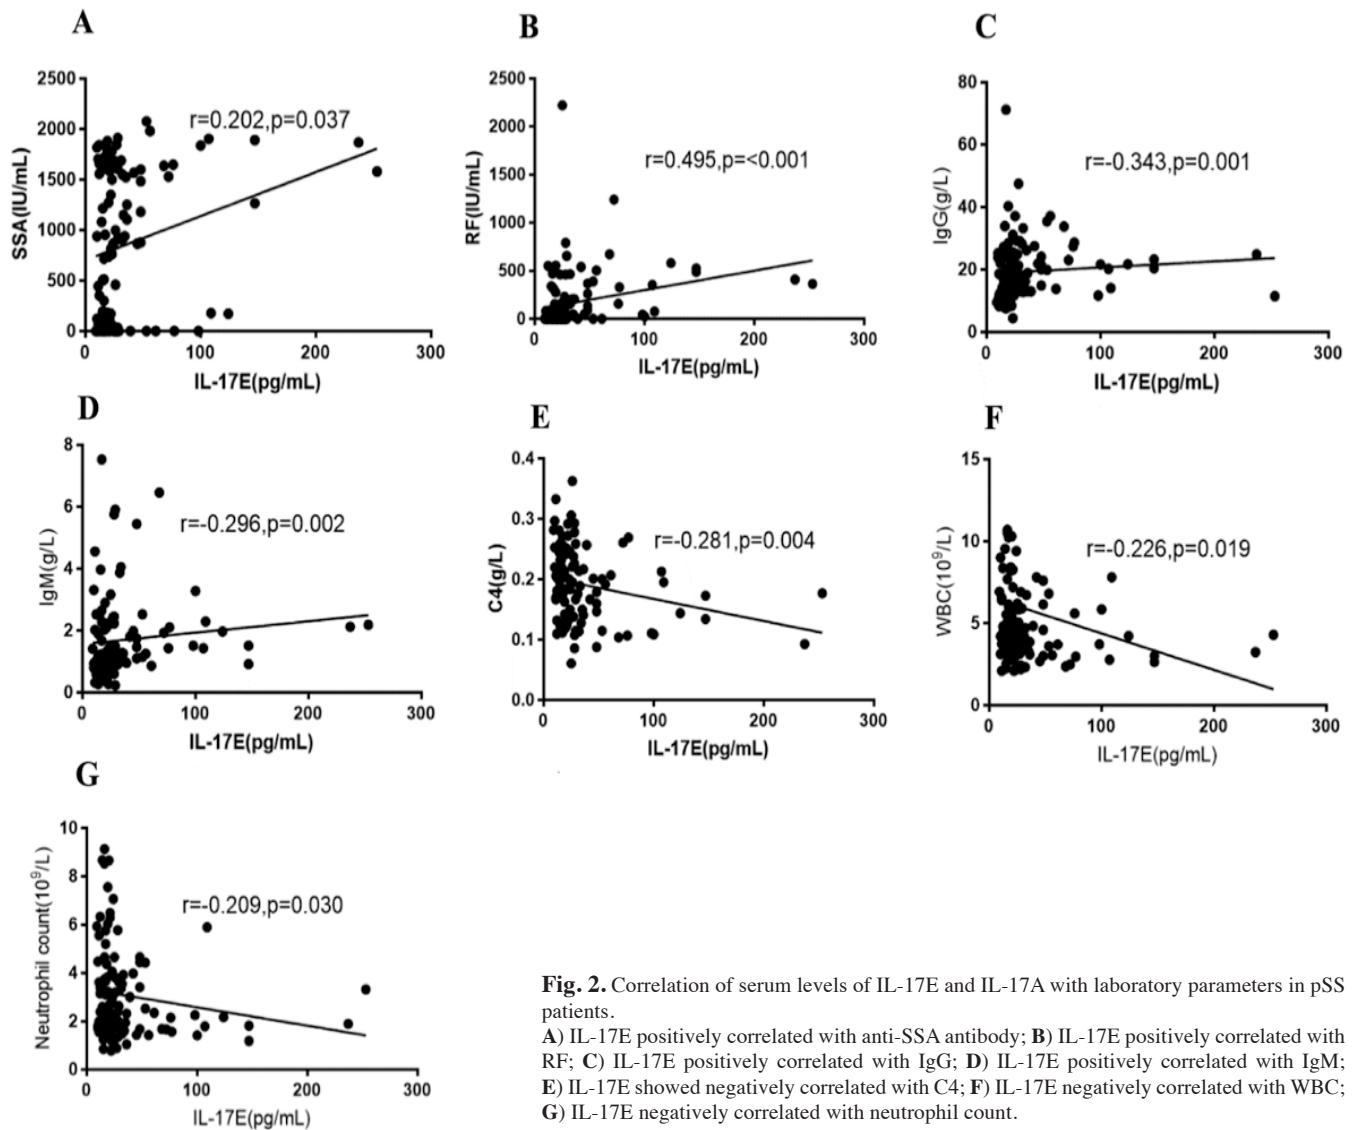 A
B
C
2500
2000
1500
1000
500
0
SSA(IU/mL)
r=0.202,p=0.037
0
100
200
300
IL-17E(pg/mL)
2500
2000
1500
1000
500
0
RF(IU/mL)
r=0.495,p=<0.001
0
100
200
300
IL-17E(pg/mL)
80
60
40
20
0
IgG(g/L)
r=-0.343,p=0.001
0
100
200
300
IL-17E(pg/mL)
D
E
F
8
6
4
2
0
IgM(g/L)
r=-0.296,p=0.002
0
100
200
300
IL-17E(pg/mL)
0.4
0.3
0.2
0.1
0.0
C4(g/L)
r=-0.281,p=0.004
0
100
200
300
IL-17E(pg/mL)
15
10
5
0
WBC(10⁹/L)
r=-0.226,p=0.019
0
100
200
300
IL-17E(pg/mL)
G
10
8
6
4
2
0
Neutrophil count(10⁹/L)
r=-0.209,p=0.030
0
100
200
300
IL-17E(pg/mL)
Fig. 2. Correlation of serum levels of IL-17E and IL-17A with laboratory parameters in pSS
patients.
A) IL-17E positively correlated with anti-SSA antibody; B) IL-17E positively correlated with
RF; C) IL-17E positively correlated with IgG; D) IL-17E positively correlated with IgM;
E) IL-17E showed negatively correlated with C4; F) IL-17E negatively correlated with WBC;
G) IL-17E negatively correlated with neutrophil count.